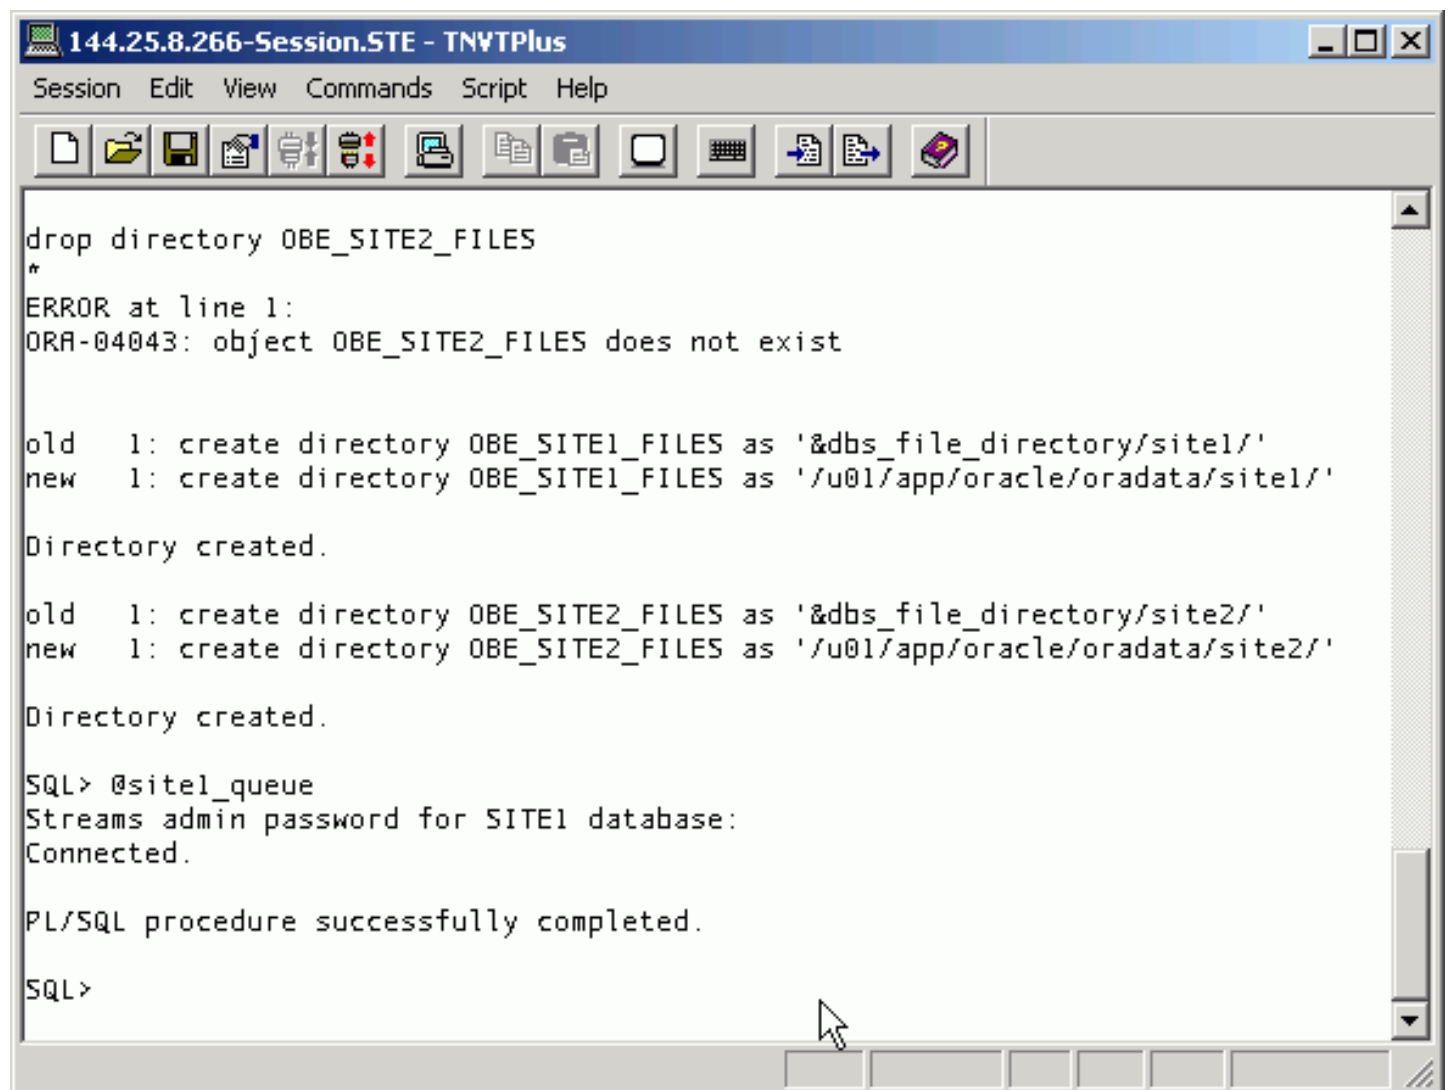 144.25.8.266-Session.STE - TNVTPlus
Session Edit View Commands Script Help
drop directory OBE_SITE2_FILES
*
ERROR at line 1:
ORA-04043: object OBE_SITE2_FILES does not exist
old   1: create directory OBE_SITE1_FILES as '&dbs_file_directory/site1/'
new   1: create directory OBE_SITE1_FILES as '/u01/app/oracle/oradata/site1/'
Directory created.
old   1: create directory OBE_SITE2_FILES as '&dbs_file_directory/site2/'
new   1: create directory OBE_SITE2_FILES as '/u01/app/oracle/oradata/site2/'
Directory created.
SQL> @site1_queue
Streams admin password for SITE1 database:
Connected.
PL/SQL procedure successfully completed.
SQL>